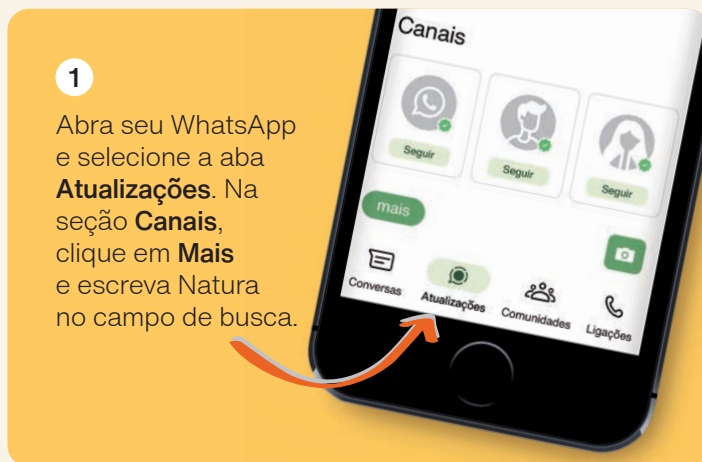 1
Abra seu WhatsApp
e selecione a aba
Atualizações. Na
seção Canais,
clique em Mais
e escreva Natura
no campo de busca.
Canais
Seguir
Seguir
Seguir
mais
Conversas
Atualizações
Comunidades
Ligações